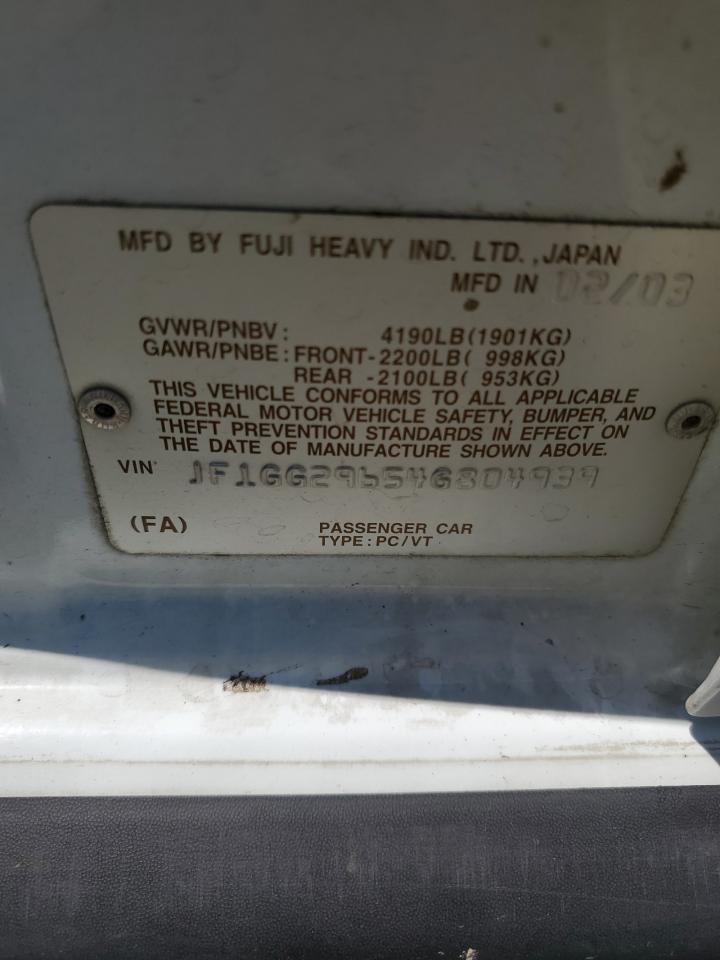 MFD BY FUJI HEAVY IND. LTD.,JAPAN
MFD IN 02/03
GVWR/PNBV: 4190LB(1901KG)
GAWR/PNBE: FRONT-2200LB( 998KG)
REAR -2100LB( 953KG)
THIS VEHICLE CONFORMS TO ALL APPLICABLE
FEDERAL MOTOR VEHICLE SAFETY, BUMPER, AND
THEFT PREVENTION STANDARDS IN EFFECT ON
THE DATE OF MANUFACTURE SHOWN ABOVE.
VIN JF1GG29654G804939
(FA) PASSENGER CAR
TYPE:PC/VT